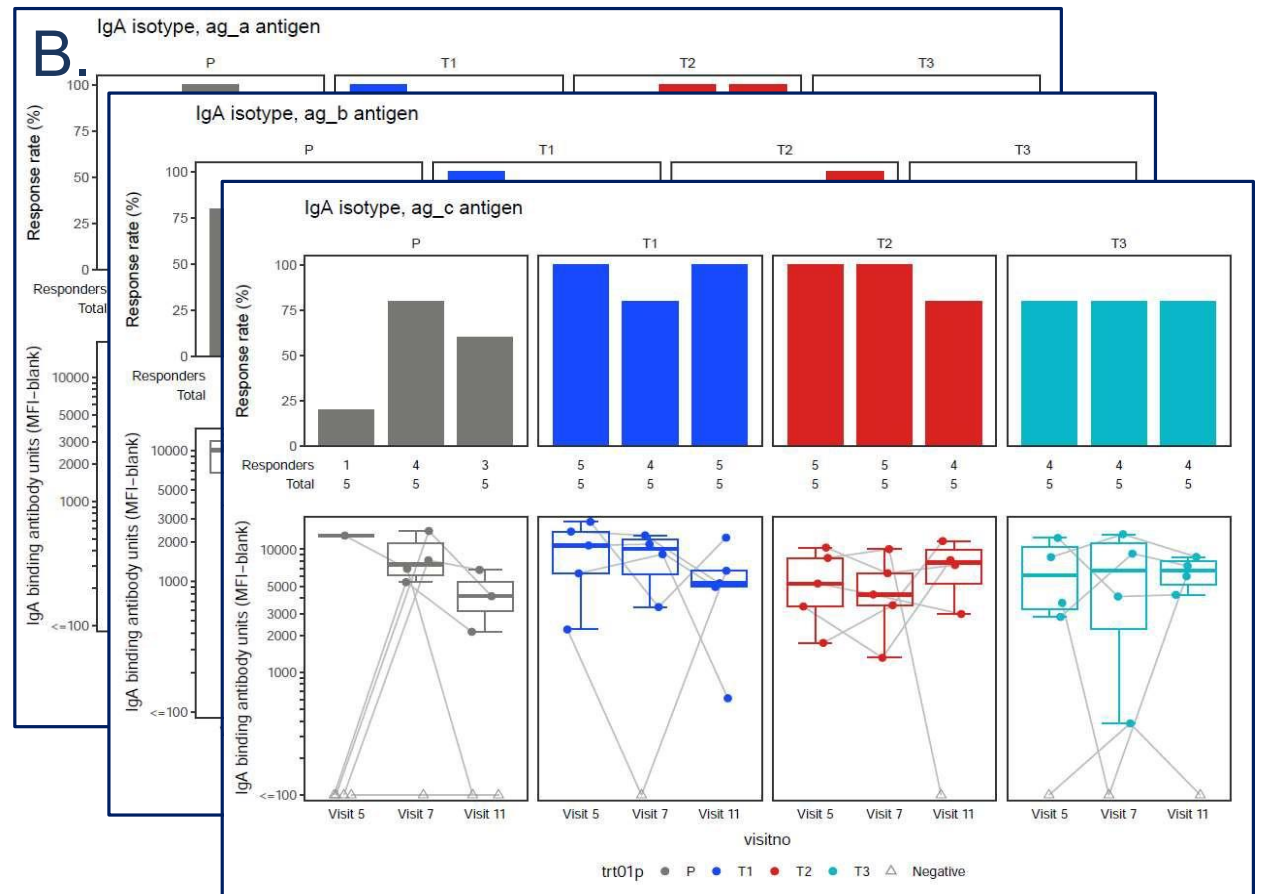 B.
IgA isotype, ag_a antigen
P T1 T2 T3
Response rate (%)
100
75
50
25
0
Responders
Total
IgA binding antibody units (MFI−blank)
10000
5000
3000
2000
1000
<=100
IgA isotype, ag_b antigen
P T1 T2 T3
Response rate (%)
100
75
50
25
0
Responders
Total
IgA binding antibody units (MFI−blank)
10000
5000
3000
2000
1000
<=100
IgA isotype, ag_c antigen
P T1 T2 T3
Response rate (%)
100
75
50
25
0
Responders 1 4 3 5 4 5 5 5 4 4 4 4
Total 5 5 5 5 5 5 5 5 5 5 5 5
IgA binding antibody units (MFI−blank)
10000
5000
3000
2000
1000
<=100
Visit 5 Visit 7 Visit 11 Visit 5 Visit 7 Visit 11 Visit 5 Visit 7 Visit 11 Visit 5 Visit 7 Visit 11
visitno
trt01p P T1 T2 T3 Negative